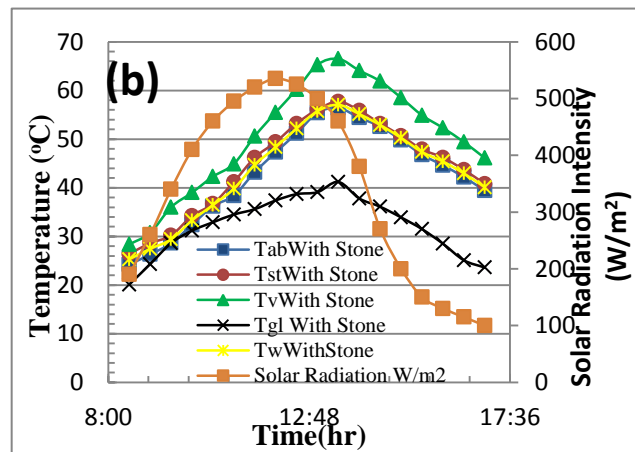 (b)
70
60
50
40
30
20
10
0
Temperature (°C)
600
500
400
300
200
100
0
Solar Radiation Intensity
(W/m²)
TabWith Stone
TstWith Stone
TvWith Stone
Tgl With Stone
TwWithStone
Solar Radiation W/m2
8:00
12:48
17:36
Time(hr)